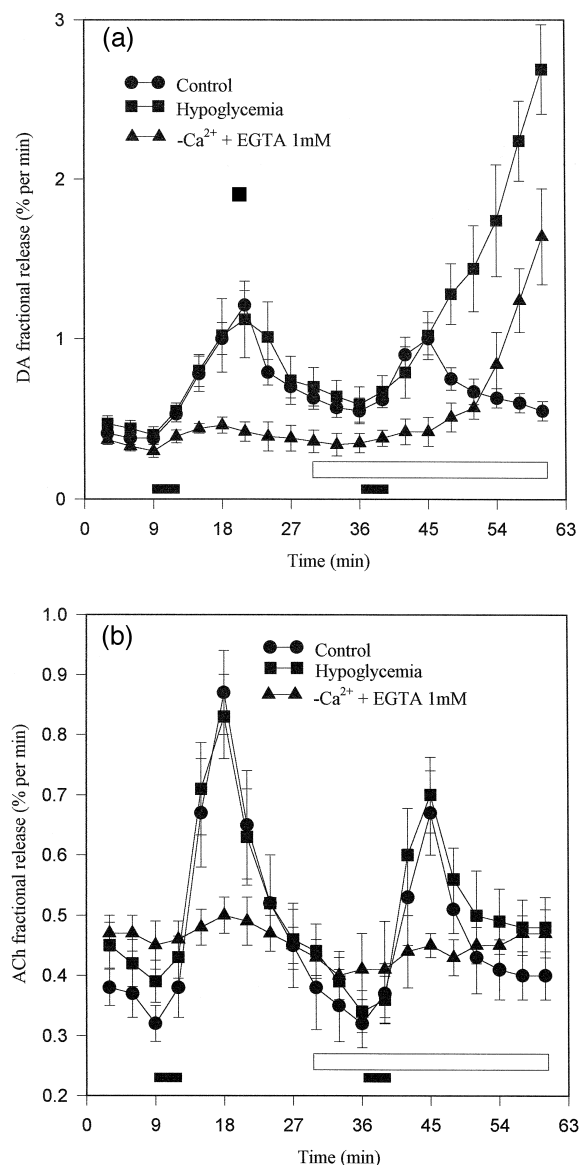 (a)
Control
Hypoglycemia
-Ca²⁺ + EGTA 1mM
DA fractional release (% per min)
3
2
1
0
0 9 18 27 36 45 54 63
Time (min)
(b)
Control
Hypoglycemia
-Ca²⁺ + EGTA 1mM
ACh fractional release (% per min)
1.0
0.9
0.8
0.7
0.6
0.5
0.4
0.3
0.2
0 9 18 27 36 45 54 63
Time (min)